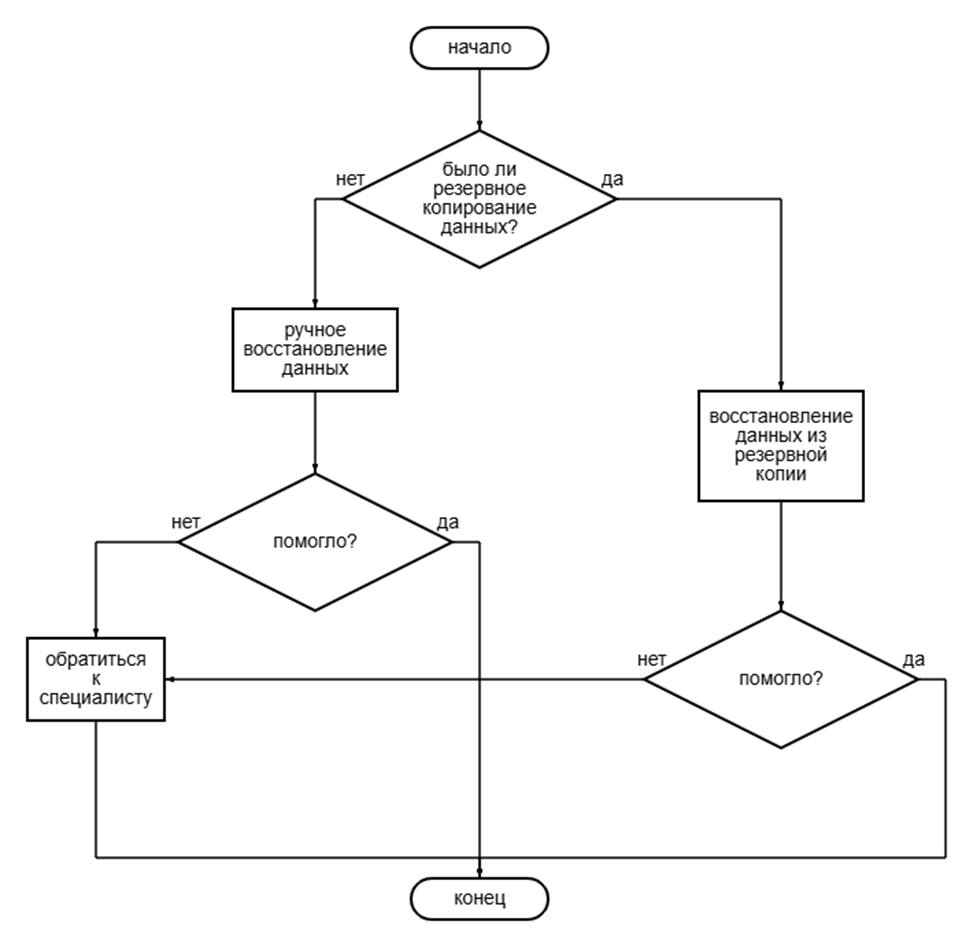 начало
нет
было ли
резервное
копирование
данных?
да
ручное
восстановление
данных
восстановление
данных из
резервной
копии
нет
помогло?
да
обратиться
к
специалисту
нет
помогло?
да
конец